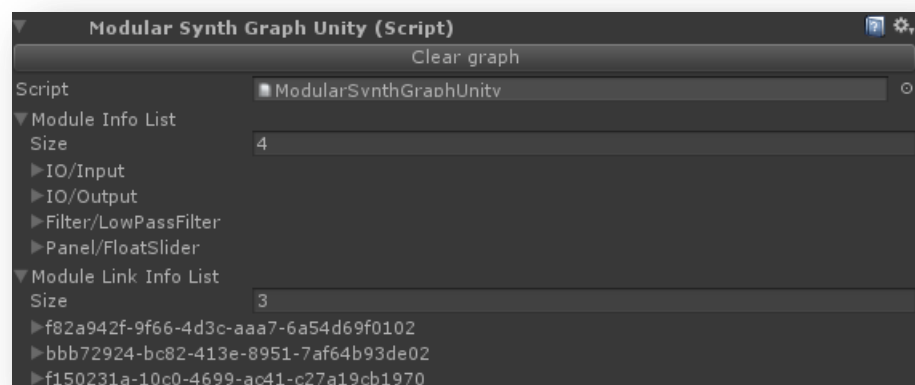 Modular Synth Graph Unity (Script)
Clear graph
Script ModularSynthGraphUnity
Module Info List
Size 4
IO/Input
IO/Output
Filter/LowPassFilter
Panel/FloatSlider
Module Link Info List
Size 3
f82a942f-9f66-4d3c-aaa7-6a54d69f0102
bbb72924-bc82-413e-8951-7af64b93de02
f150231a-10c0-4699-ac41-c27a19cb1970